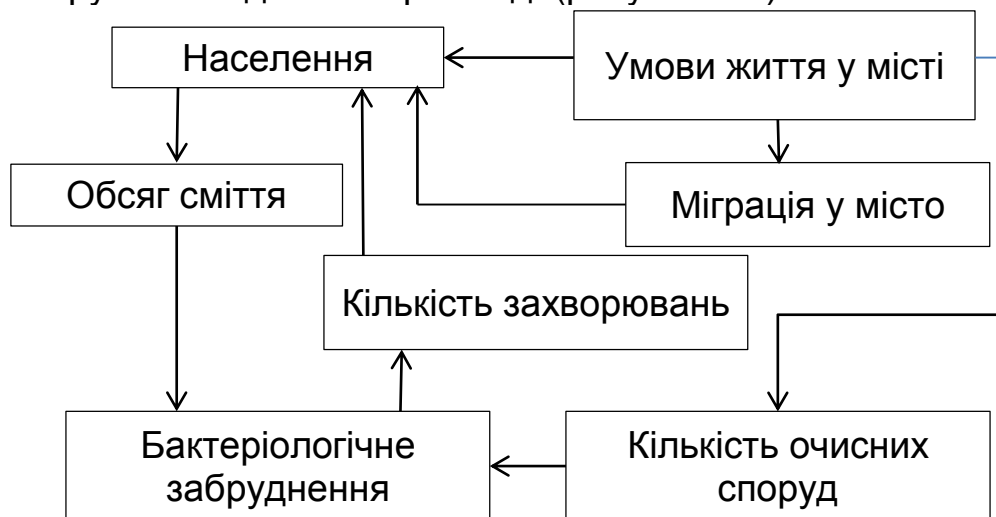 Населення
Умови життя у місті
Обсяг сміття
Міграція у місто
Кількість захворювань
Бактеріологічне
забруднення
Кількість очисних
споруд